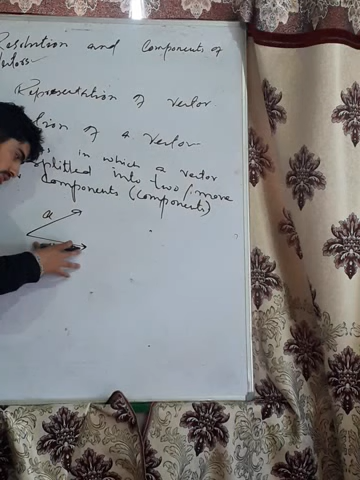 Resolution and Components of
Vectors
Representation of vector
tion of a vector
in which a vector
splitted into two/more
components (components)
a